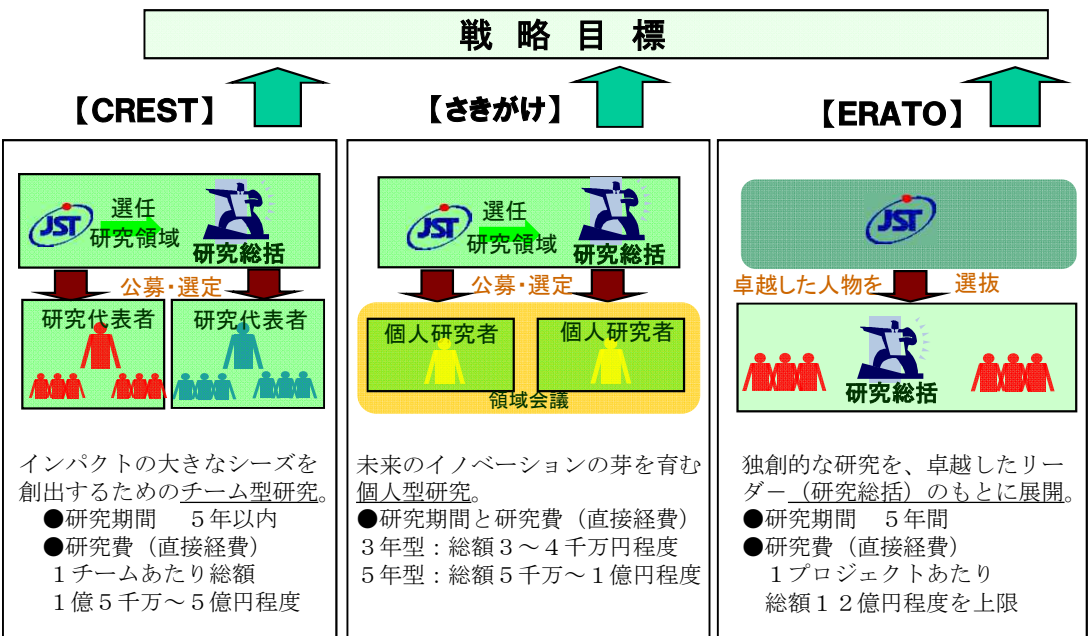 戦略目標
【CREST】
JST
選任
研究領域
研究総括
公募・選定
研究代表者
研究代表者
インパクトの大きなシーズを
創出するためのチーム型研究。
●研究期間　５年以内
●研究費（直接経費）
１チームあたり総額
１億５千万～５億円程度
【さきがけ】
JST
選任
研究領域
研究総括
公募・選定
個人研究者
個人研究者
領域会議
未来のイノベーションの芽を育む
個人型研究。
●研究期間と研究費（直接経費）
３年型：総額３～４千万円程度
５年型：総額５千万～１億円程度
【ERATO】
JST
卓越した人物を　選抜
研究総括
独創的な研究を、卓越したリー
ダー（研究総括）のもとに展開。
●研究期間　５年間
●研究費（直接経費）
１プロジェクトあたり
総額１２億円程度を上限